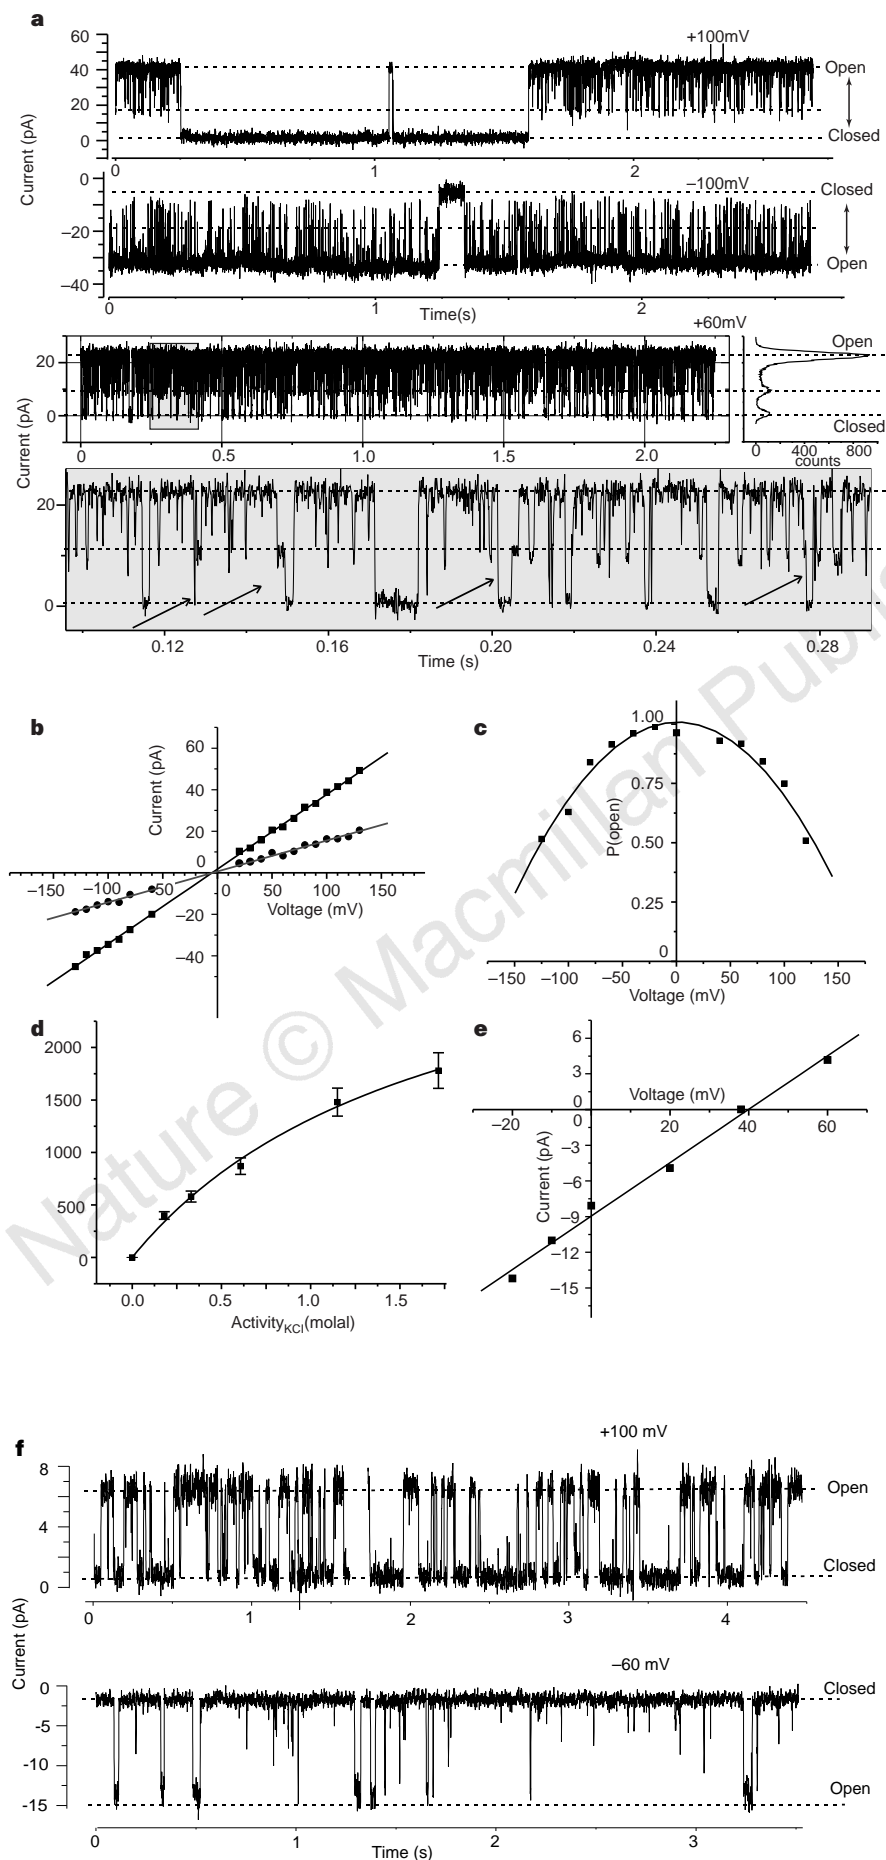 a
+100mV
60
40
20
0
Open
Closed
0
1
2
Current (pA)
−100mV
0
−20
−40
Closed
Open
0
1
2
Time(s)
+60mV
20
0
Open
Closed
0
0.5
1.0
1.5
2.0
0
400
800
counts
Current (pA)
20
0
0.12
0.16
0.20
0.24
0.28
Time (s)
b
Current (pA)
60
40
20
0
−20
−40
−150
−100
−50
0
50
100
150
Voltage (mV)
c
P(open)
1.00
0.75
0.50
0.25
0
−150
−100
−50
0
50
100
150
Voltage (mV)
d
2000
1500
1000
500
0
0.0
0.5
1.0
1.5
ActivityKCl(molal)
e
6
3
0
0
−3
−6
−9
−12
−15
Voltage (mV)
−20
20
40
60
Current (pA)
Nature © Macmillan Publis
f
+100 mV
8
4
0
Open
Closed
0
1
2
3
4
Current (pA)
−60 mV
0
-5
-10
-15
Closed
Open
0
1
2
3
Time (s)